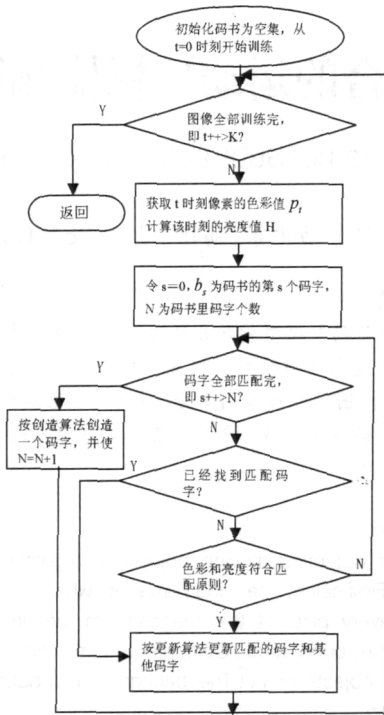 初始化码书为空集，从
t=0 时刻开始训练
Y
图像全部训练完，
即 t++>K?
N
返回
获取 t 时刻像素的色彩值 pt
计算该时刻的亮度值 H
令 s=0, bs 为码书的第 s 个码字，
N 为码书里码字个数
Y
码字全部匹配完，
即 s++>N?
N
按创造算法创造
一个码字，并使
N=N+1
Y
已经找到匹配码
字？
N
色彩和亮度符合匹
配原则？
N
Y
按更新算法更新匹配的码字和其
他码字